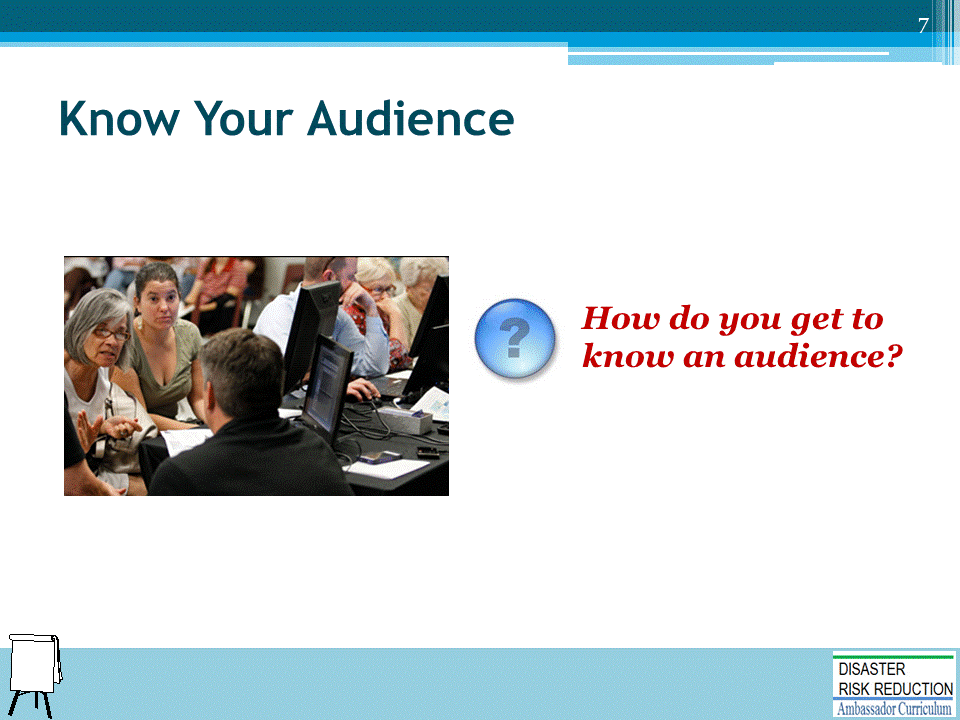 7
Know Your Audience
?
How do you get to
know an audience?
DISASTER
RISK REDUCTION
Ambassador Curriculum